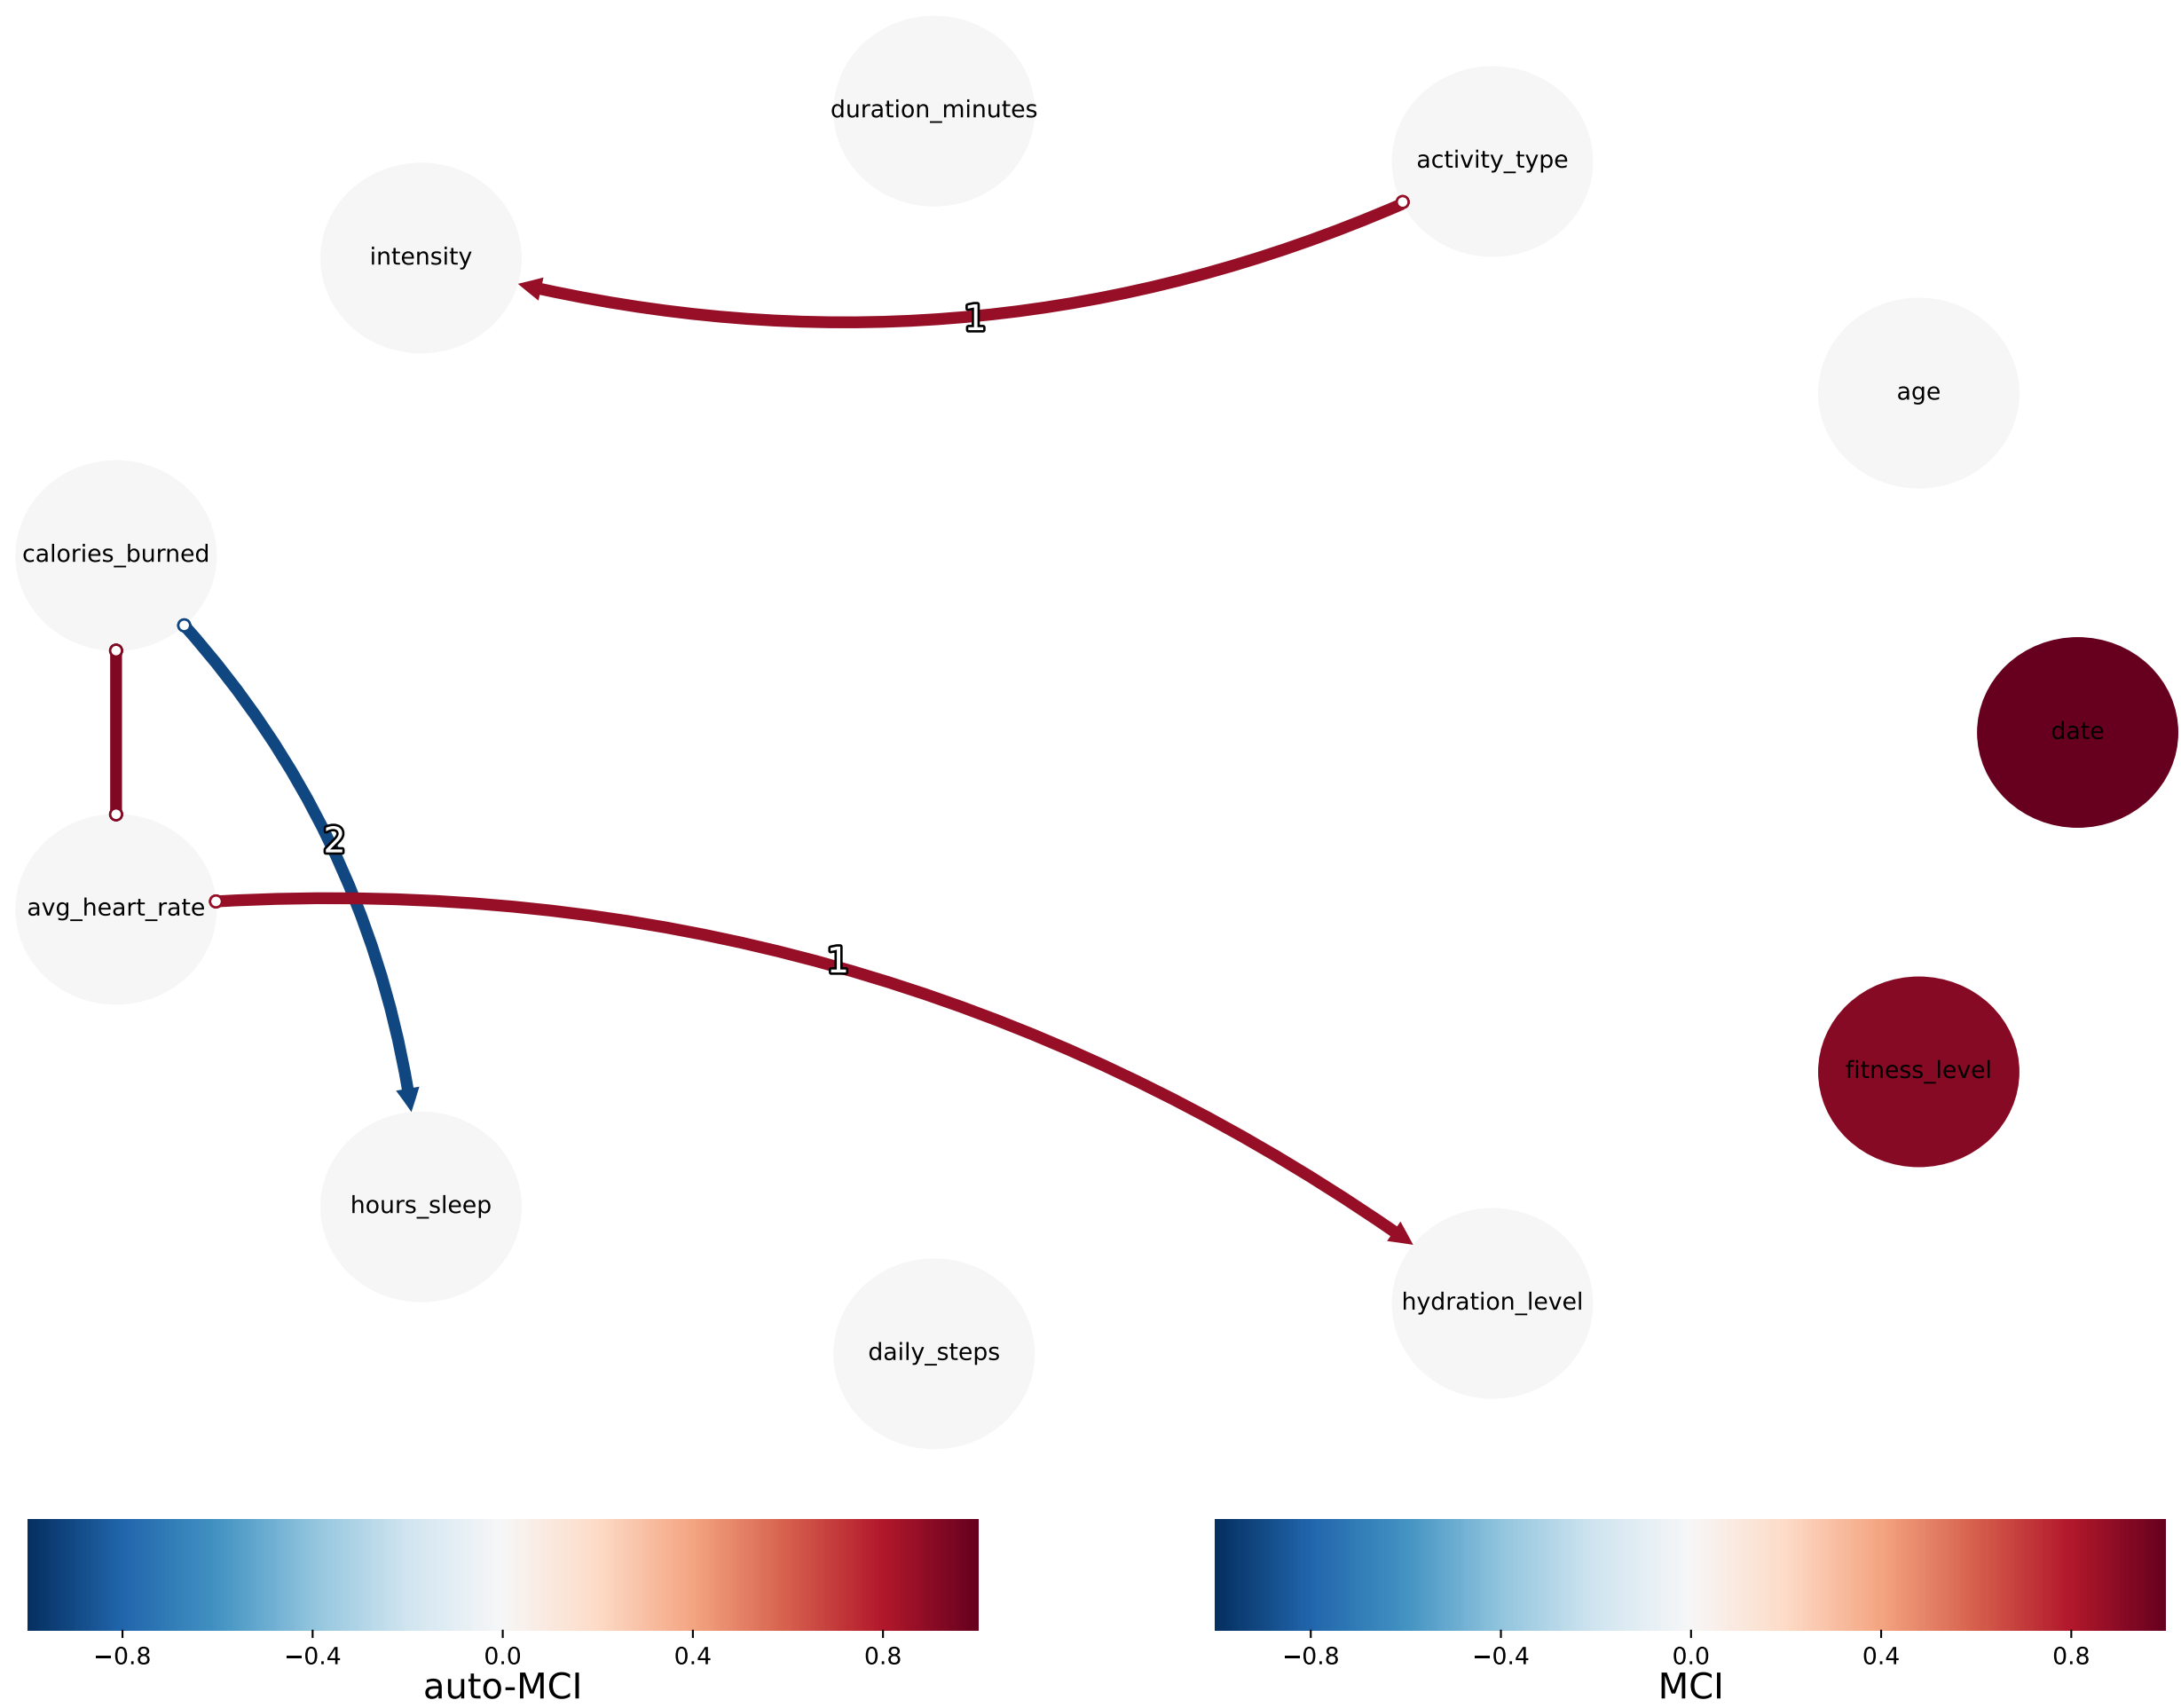 duration_minutes
activity_type
intensity
1
age
calories_burned
date
2
avg_heart_rate
1
fitness_level
hours_sleep
hydration_level
daily_steps
−0.8 −0.4 0.0 0.4 0.8
auto-MCI
−0.8 −0.4 0.0 0.4 0.8
MCI